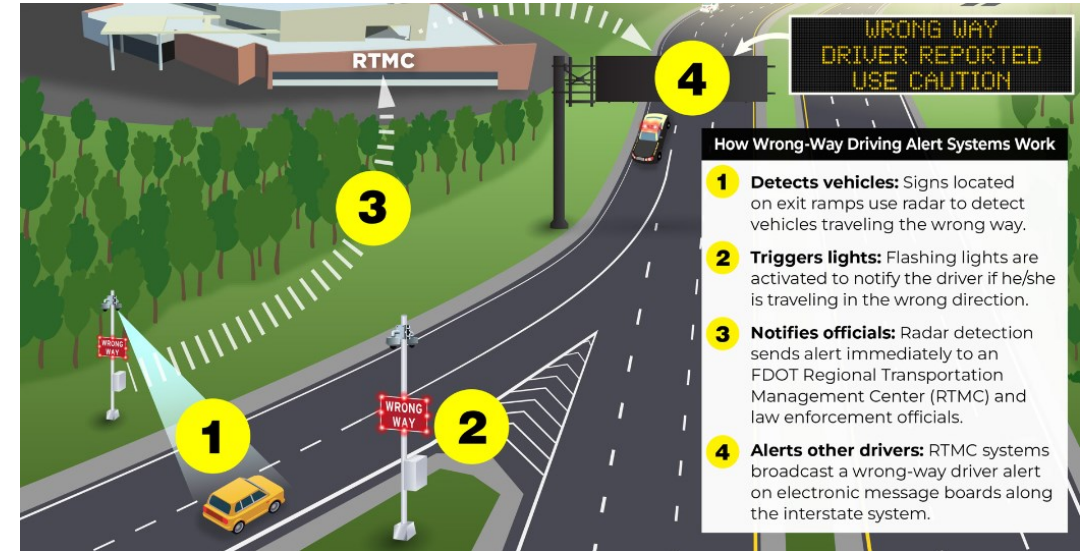 WRONG WAY
DRIVER REPORTED
USE CAUTION
RTMC
4
3
WRONG
WAY
1
WRONG
WAY
2
How Wrong-Way Driving Alert Systems Work
1 Detects vehicles: Signs located
on exit ramps use radar to detect
vehicles traveling the wrong way.
2 Triggers lights: Flashing lights are
activated to notify the driver if he/she
is traveling in the wrong direction.
3 Notifies officials: Radar detection
sends alert immediately to an
FDOT Regional Transportation
Management Center (RTMC) and
law enforcement officials.
4 Alerts other drivers: RTMC systems
broadcast a wrong-way driver alert
on electronic message boards along
the interstate system.